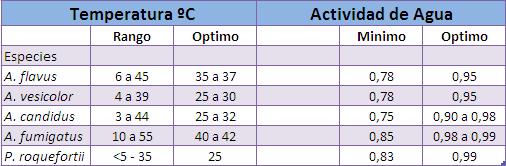 Temperatura ºC Actividad de Agua
Rango Optimo Minimo Optimo
Especies
A. flavus 6 a 45 35 a 37 0,78 0,95
A. vesicolor 4 a 39 25 a 30 0,78 0,95
A. candidus 3 a 44 25 a 32 0,75 0,90 a 0,98
A. fumigatus 10 a 55 40 a 42 0,85 0,98 a 0,99
P. roquefortii <5 - 35 25 0,83 0,99